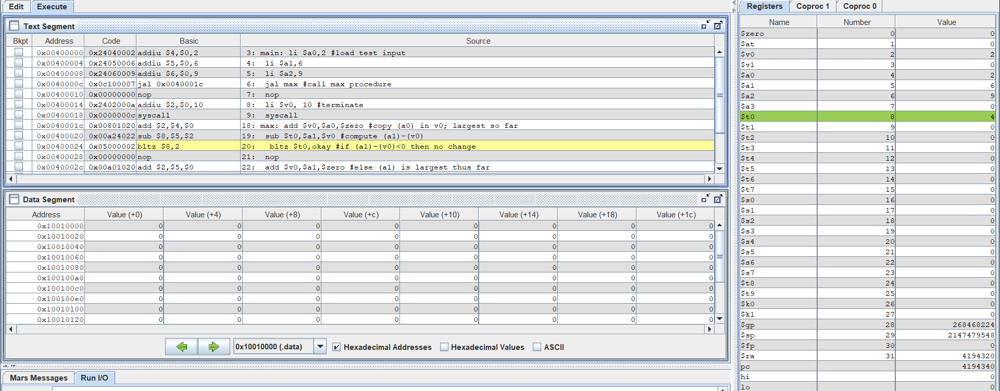 Edit Execute
Text Segment
Bkpt Address Code Basic Source
0x00400000 0x24040002 addiu $4,$0,2 3: main: li $a0,2 #load test input
0x00400004 0x24050006 addiu $5,$0,6 4: li $a1,6
0x00400008 0x24060009 addiu $6,$0,9 5: li $a2,9
0x0040000c 0x0c100007 jal 0x0040001c 6: jal max #call max procedure
0x00400010 0x00000000 nop 7: nop
0x00400014 0x2402000a addiu $2,$0,10 8: li $v0, 10 #terminate
0x00400018 0x0000000c syscall 9: syscall
0x0040001c 0x00801020 add $2,$4,$0 18: max: add $v0,$a0,$zero #copy (a0) in v0; largest so far
0x00400020 0x00a24022 sub $8,$5,$2 19: sub $t0,$a1,$v0 #compute (a1)-(v0)
0x00400024 0x05000002 bltz $8,2 20: bltz $t0,okay #if (a1)-(v0)<0 then no change
0x00400028 0x00000000 nop 21: nop
0x0040002c 0x00a01020 add $2,$5,$0 22: add $v0,$a1,$zero #else (a1) is largest thus far
Data Segment
Address Value (+0) Value (+4) Value (+8) Value (+c) Value (+10) Value (+14) Value (+18) Value (+1c)
0x10010000 0 0 0 0 0 0 0 0
0x10010020 0 0 0 0 0 0 0 0
0x10010040 0 0 0 0 0 0 0 0
0x10010060 0 0 0 0 0 0 0 0
0x10010080 0 0 0 0 0 0 0 0
0x100100a0 0 0 0 0 0 0 0 0
0x100100c0 0 0 0 0 0 0 0 0
0x100100e0 0 0 0 0 0 0 0 0
0x10010100 0 0 0 0 0 0 0 0
0x10010120 0 0 0 0 0 0 0 0
0x10010000 (.data) Hexadecimal Addresses Hexadecimal Values ASCII
Mars Messages Run I/O
Registers Coproc 1 Coproc 0
Name Number Value
$zero 0 0
$at 1 0
$v0 2 2
$v1 3 0
$a0 4 2
$a1 5 6
$a2 6 9
$a3 7 0
$t0 8 4
$t1 9 0
$t2 10 0
$t3 11 0
$t4 12 0
$t5 13 0
$t6 14 0
$t7 15 0
$s0 16 0
$s1 17 0
$s2 18 0
$s3 19 0
$s4 20 0
$s5 21 0
$s6 22 0
$s7 23 0
$t8 24 0
$t9 25 0
$k0 26 0
$k1 27 0
$gp 28 268468224
$sp 29 2147479548
$fp 30 0
$ra 31 4194320
pc 4194340
hi 0
lo 0